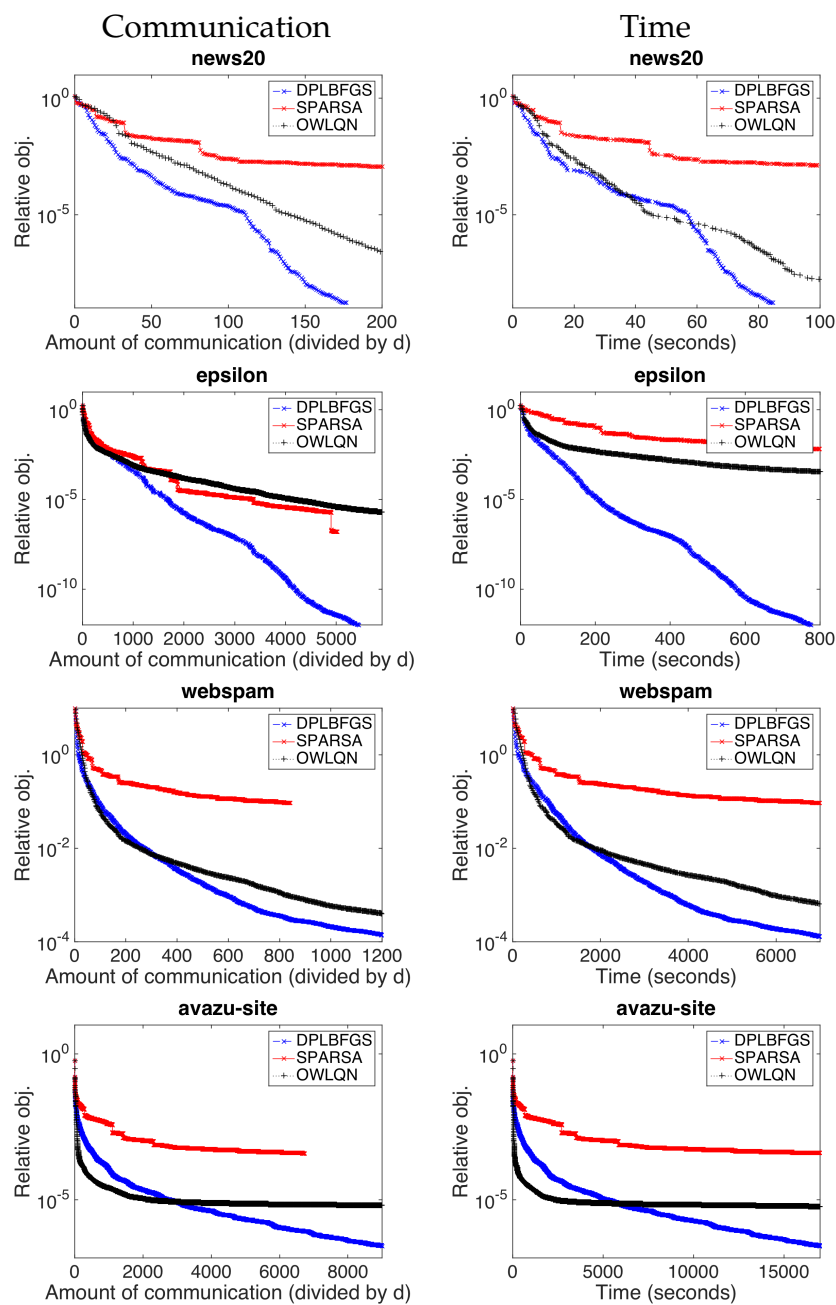 Communication
Time
news20
news20
DPLBFGS
SPARSA
OWLQN
DPLBFGS
SPARSA
OWLQN
Relative obj.
10^0
10^-5
0 50 100 150 200
Amount of communication (divided by d)
Relative obj.
10^0
10^-5
0 20 40 60 80 100
Time (seconds)
epsilon
epsilon
DPLBFGS
SPARSA
OWLQN
DPLBFGS
SPARSA
OWLQN
Relative obj.
10^0
10^-5
10^-10
0 1000 2000 3000 4000 5000
Amount of communication (divided by d)
Relative obj.
10^0
10^-5
10^-10
0 200 400 600 800
Time (seconds)
webspam
webspam
DPLBFGS
SPARSA
OWLQN
DPLBFGS
SPARSA
OWLQN
Relative obj.
10^0
10^-2
10^-4
0 200 400 600 800 1000 1200
Amount of communication (divided by d)
Relative obj.
10^0
10^-2
10^-4
0 2000 4000 6000
Time (seconds)
avazu-site
avazu-site
DPLBFGS
SPARSA
OWLQN
DPLBFGS
SPARSA
OWLQN
Relative obj.
10^0
10^-5
0 2000 4000 6000 8000
Amount of communication (divided by d)
Relative obj.
10^0
10^-5
0 5000 10000 15000
Time (seconds)